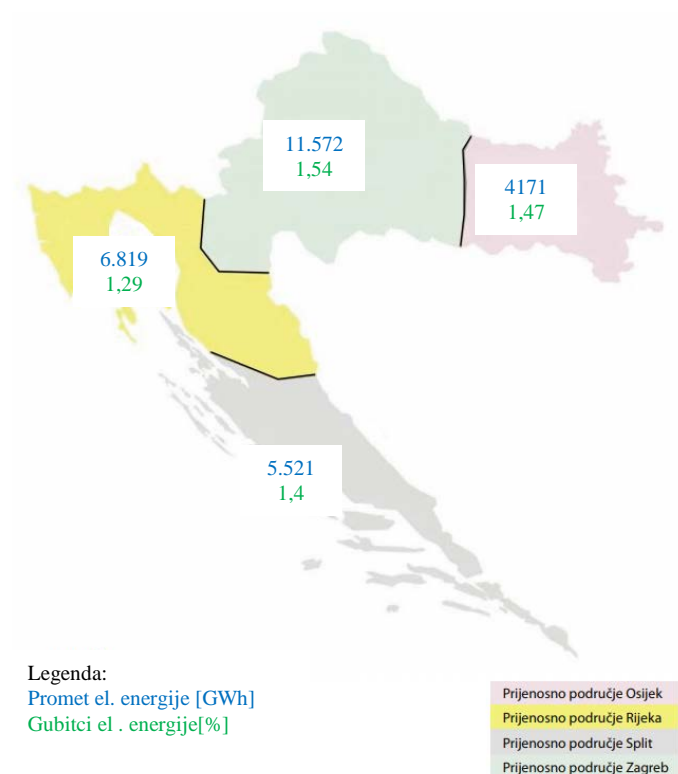 11.572
1,54
4171
1,47
6.819
1,29
5.521
1,4
Legenda:
Promet el. energije [GWh]
Gubitci el . energije[%]
Prijenosno područje Osijek
Prijenosno područje Rijeka
Prijenosno područje Split
Prijenosno područje Zagreb